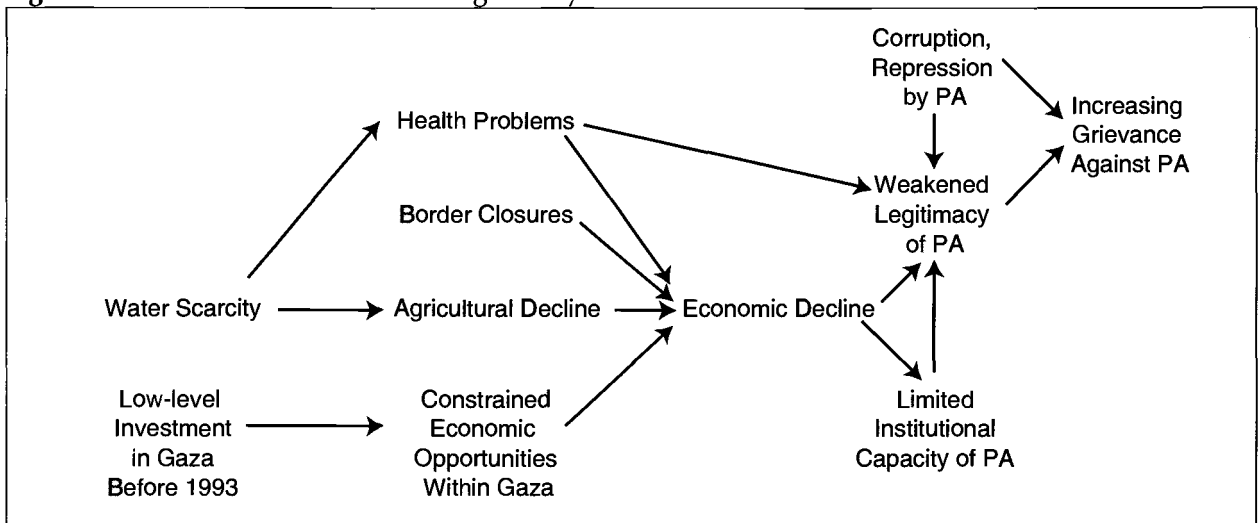 Corruption,
Repression
by PA
Increasing
Grievance
Against PA
Health Problems
Weakened
Legitimacy
of PA
Border Closures
Water Scarcity
Agricultural Decline
Economic Decline
Low-level
Investment
in Gaza
Before 1993
Constrained
Economic
Opportunities
Within Gaza
Limited
Institutional
Capacity of PA